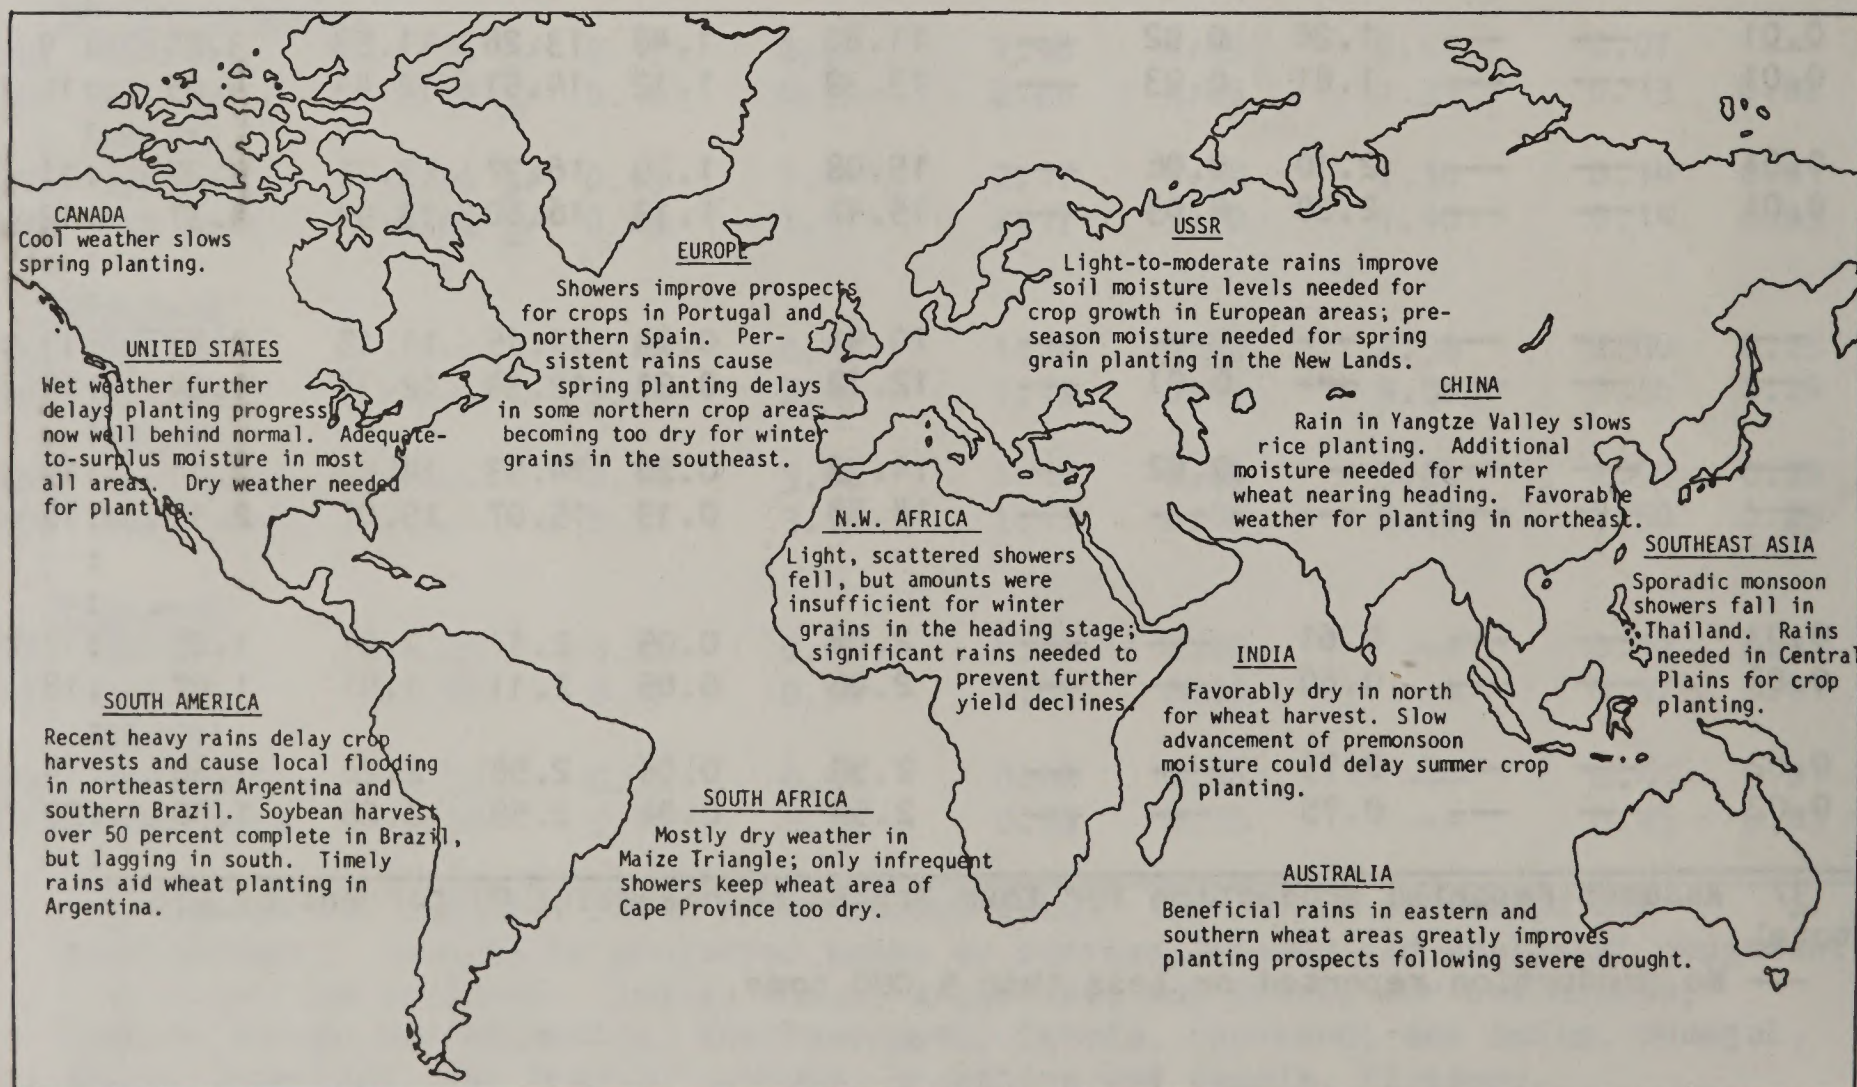 CANADA
Cool weather slows
spring planting.
UNITED STATES
Wet weather further
delays planting progress
now well behind normal. Adequate-
to-surplus moisture in most
all areas. Dry weather needed
for planting.
SOUTH AMERICA
Recent heavy rains delay crop
harvests and cause local flooding
in northeastern Argentina and
southern Brazil. Soybean harvest
over 50 percent complete in Brazil,
but lagging in south. Timely
rains aid wheat planting in
Argentina.
EUROPE
Showers improve prospects
for crops in Portugal and
northern Spain. Per-
sistent rains cause
spring planting delays
in some northern crop areas;
becoming too dry for winter
grains in the southeast.
N.W. AFRICA
Light, scattered showers
fell, but amounts were
insufficient for winter
grains in the heading stage;
significant rains needed to
prevent further
yield declines.
SOUTH AFRICA
Mostly dry weather in
Maize Triangle; only infrequent
showers keep wheat area of
Cape Province too dry.
USSR
Light-to-moderate rains improve
soil moisture levels needed for
crop growth in European areas; pre-
season moisture needed for spring
grain planting in the New Lands.
CHINA
Rain in Yangtze Valley slows
rice planting. Additional
moisture needed for winter
wheat nearing heading. Favorable
weather for planting in northeast.
SOUTHEAST ASIA
Sporadic monsoon
showers fall in
Thailand. Rains
needed in Central
Plains for crop
planting.
INDIA
Favorably dry in north
for wheat harvest. Slow
advancement of premonsoon
moisture could delay summer crop
planting.
AUSTRALIA
Beneficial rains in eastern and
southern wheat areas greatly improves
planting prospects following severe drought.